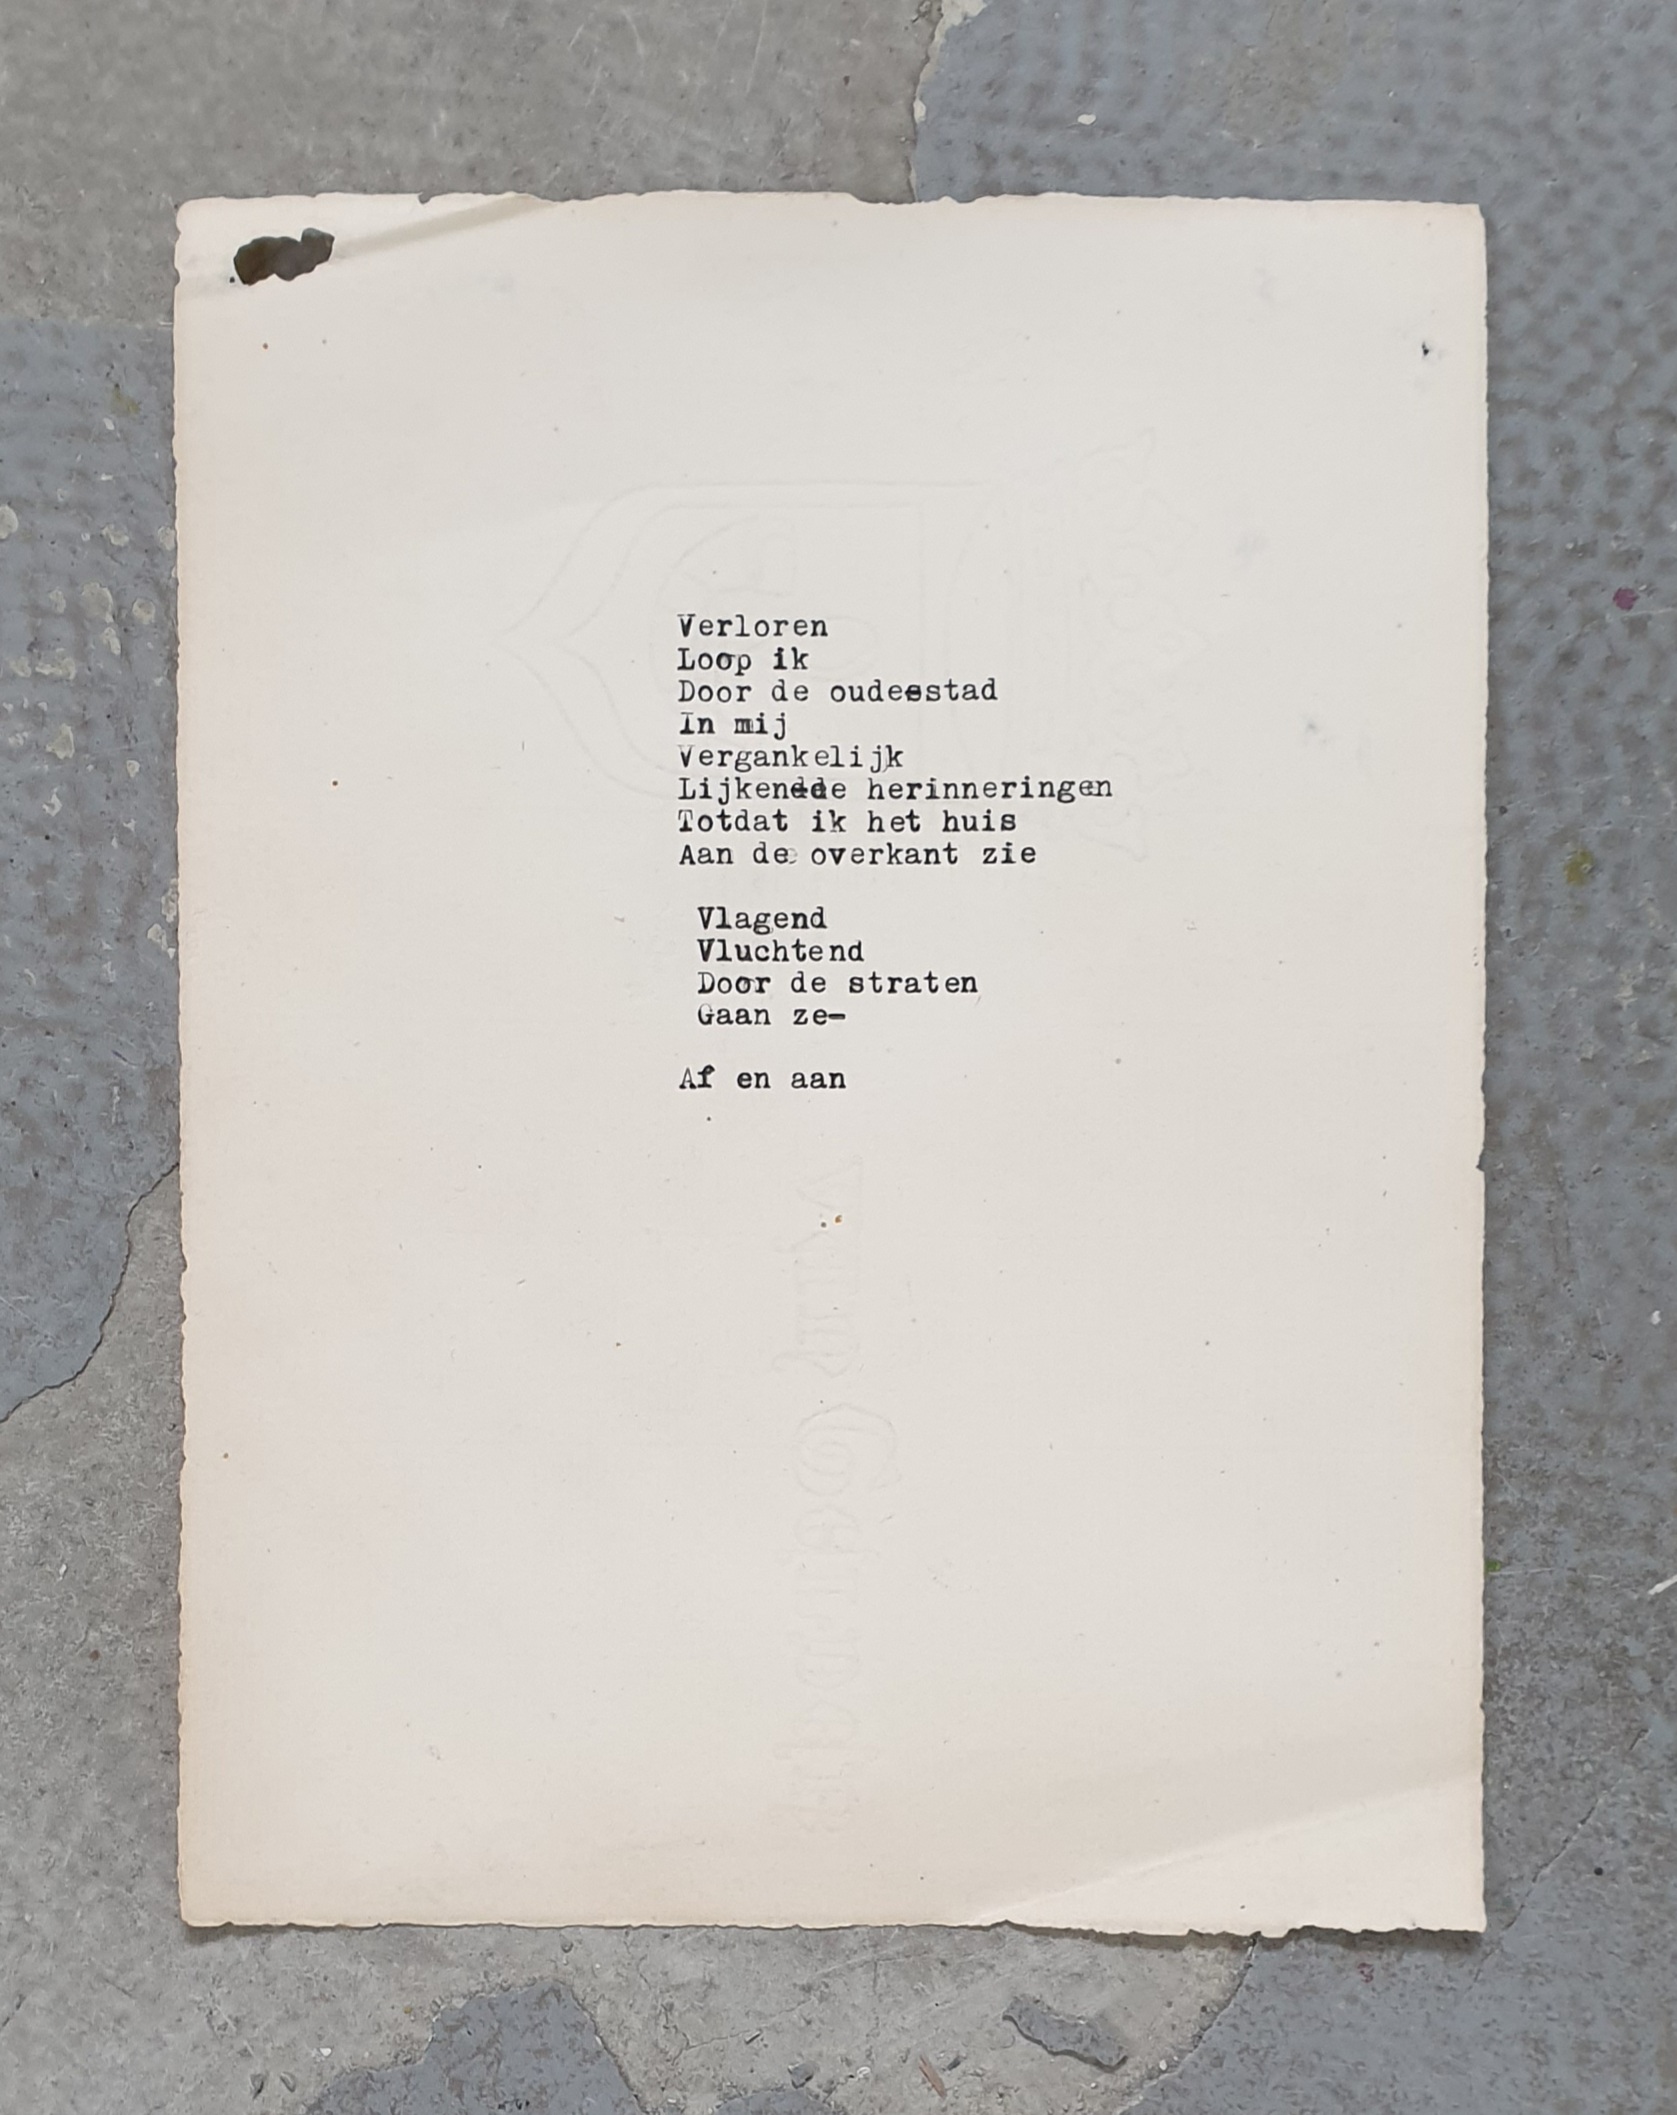 Verloren
Loop ik
Door de oudesstad
In mij
Vergankelijk
Lijkendde herinneringen
Totdat ik het huis
Aan de overkant zie
Vlagend
Vluchtend
Door de straten
Gaan ze-
Af en aan